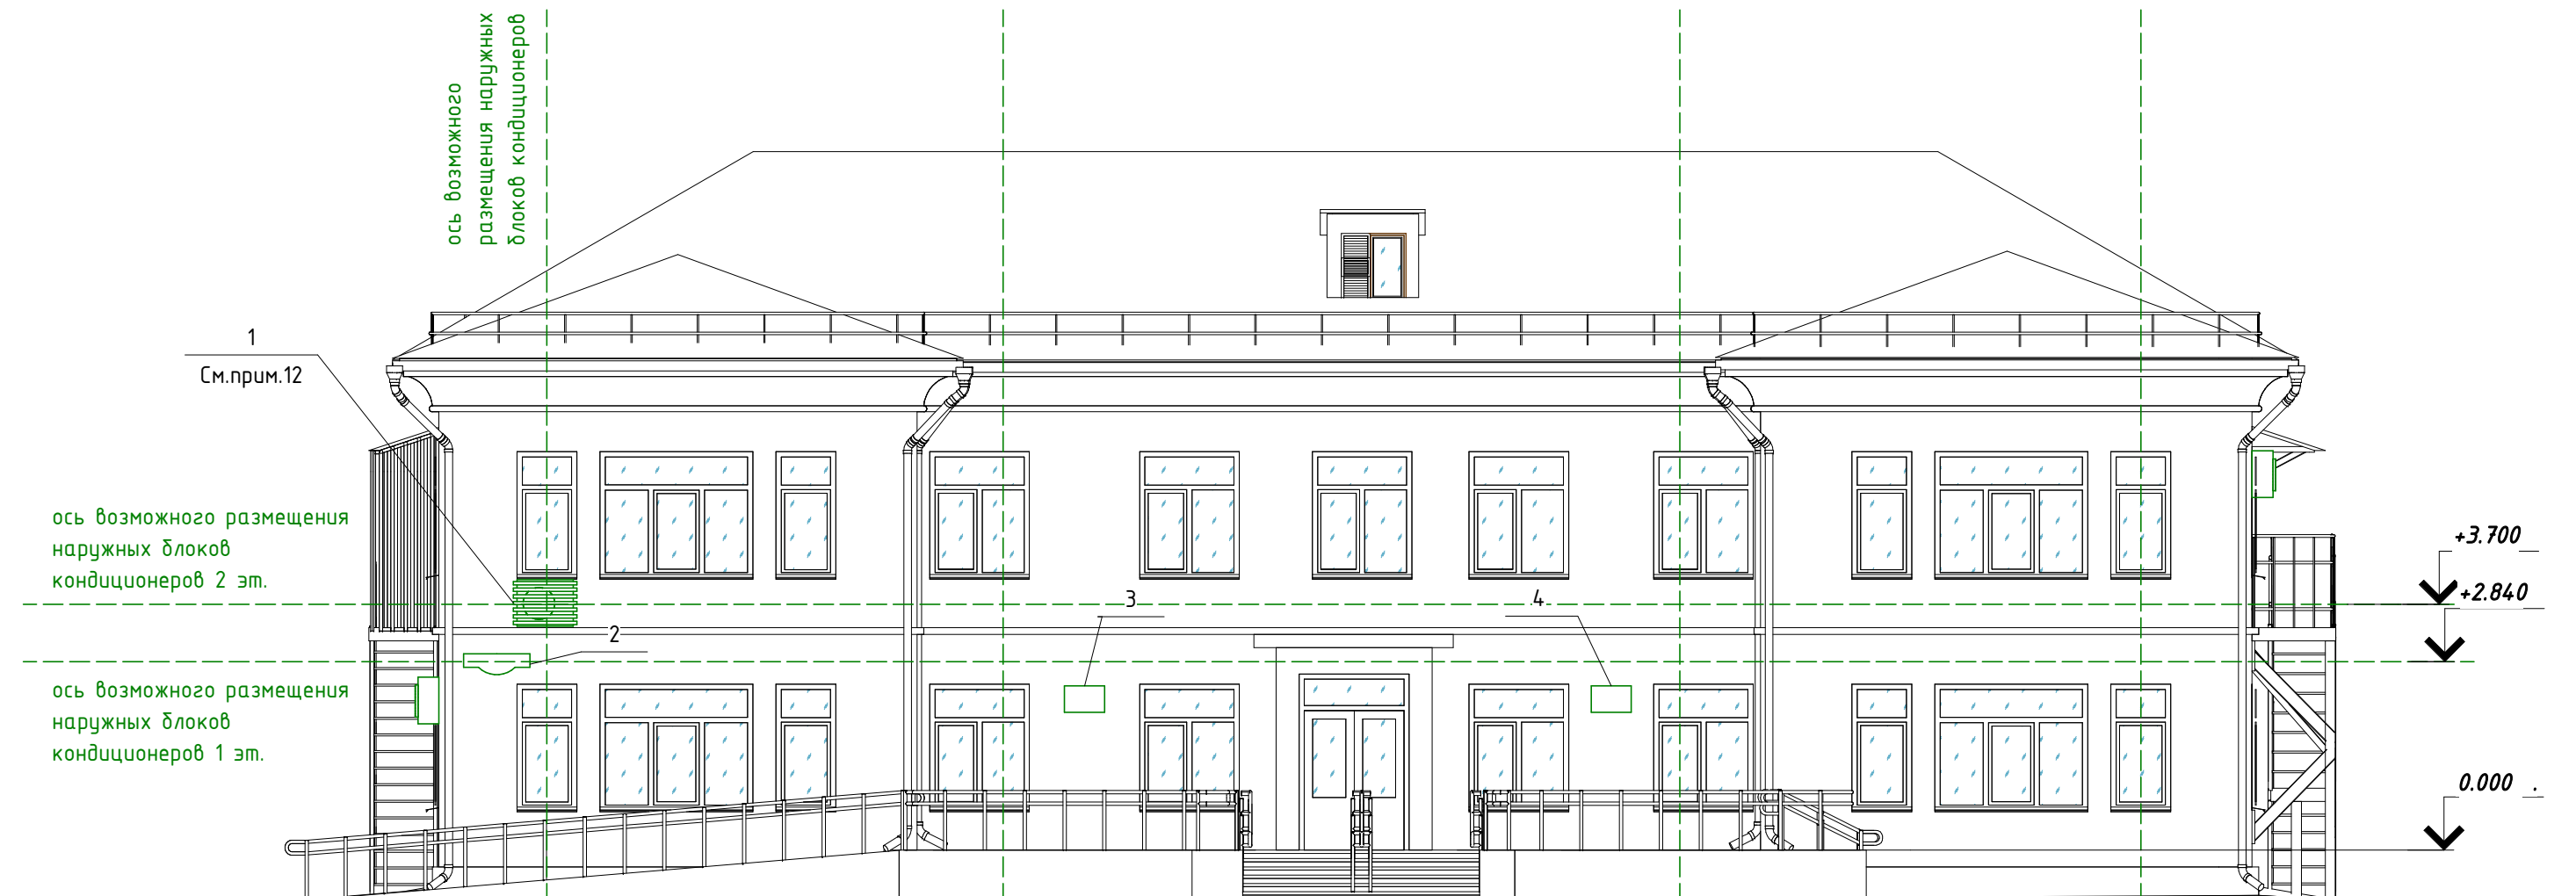 ось возможного
размещения наружных
блоков кондиционеров
1
См.прим.12
ось возможного размещения
наружных блоков
кондиционеров 2 эт.
+3.700
+2.840
3
4
2
ось возможного размещения
наружных блоков
кондиционеров 1 эт.
0.000 .